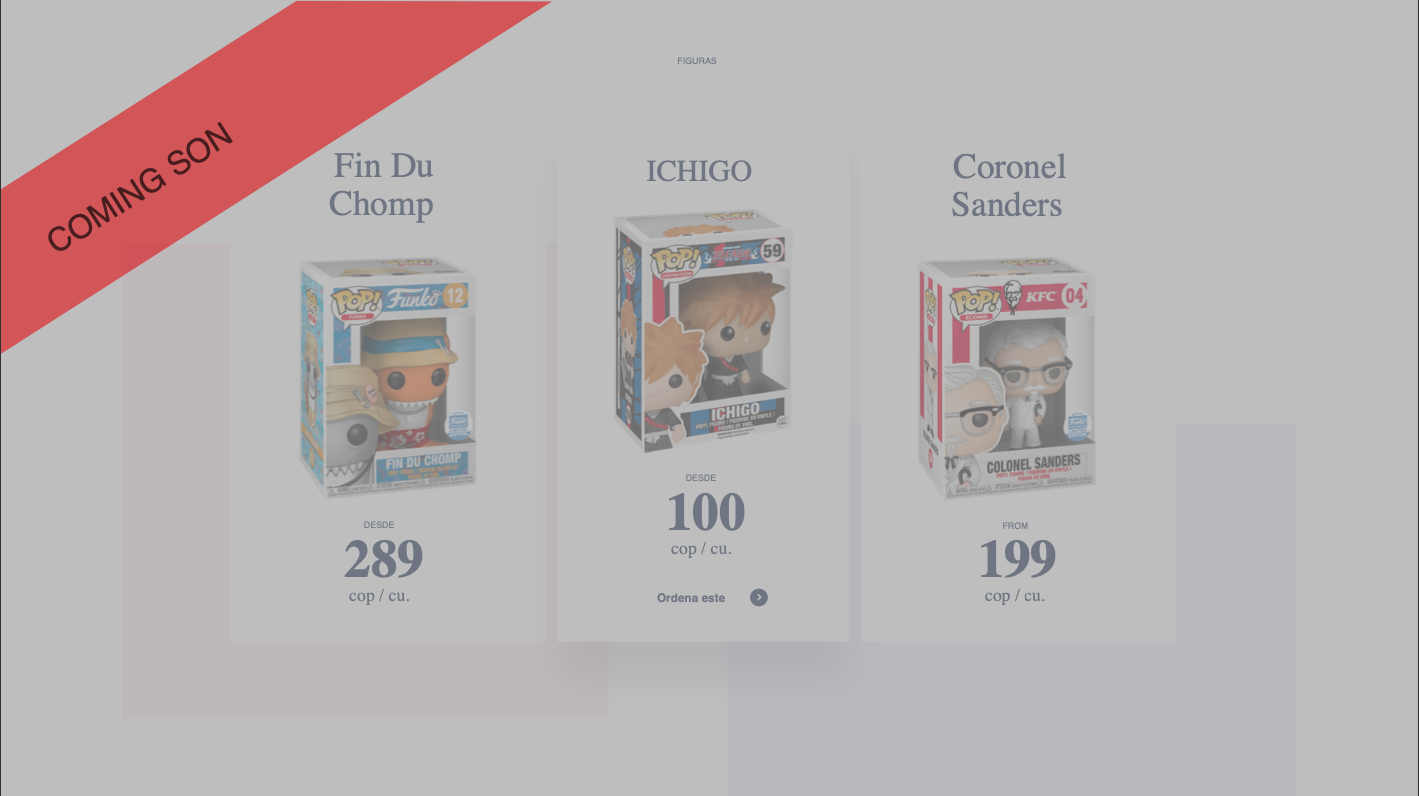 FIGURAS
COMING SON
Fin Du
Chomp
POP!
Funko
12
FIN DU CHOMP
DESDE
289
cop / cu.
ICHIGO
POP!
59
ICHIGO
DESDE
100
cop / cu.
Ordena este
Coronel
Sanders
POP!
KFC
04
COLONEL SANDERS
FROM
199
cop / cu.